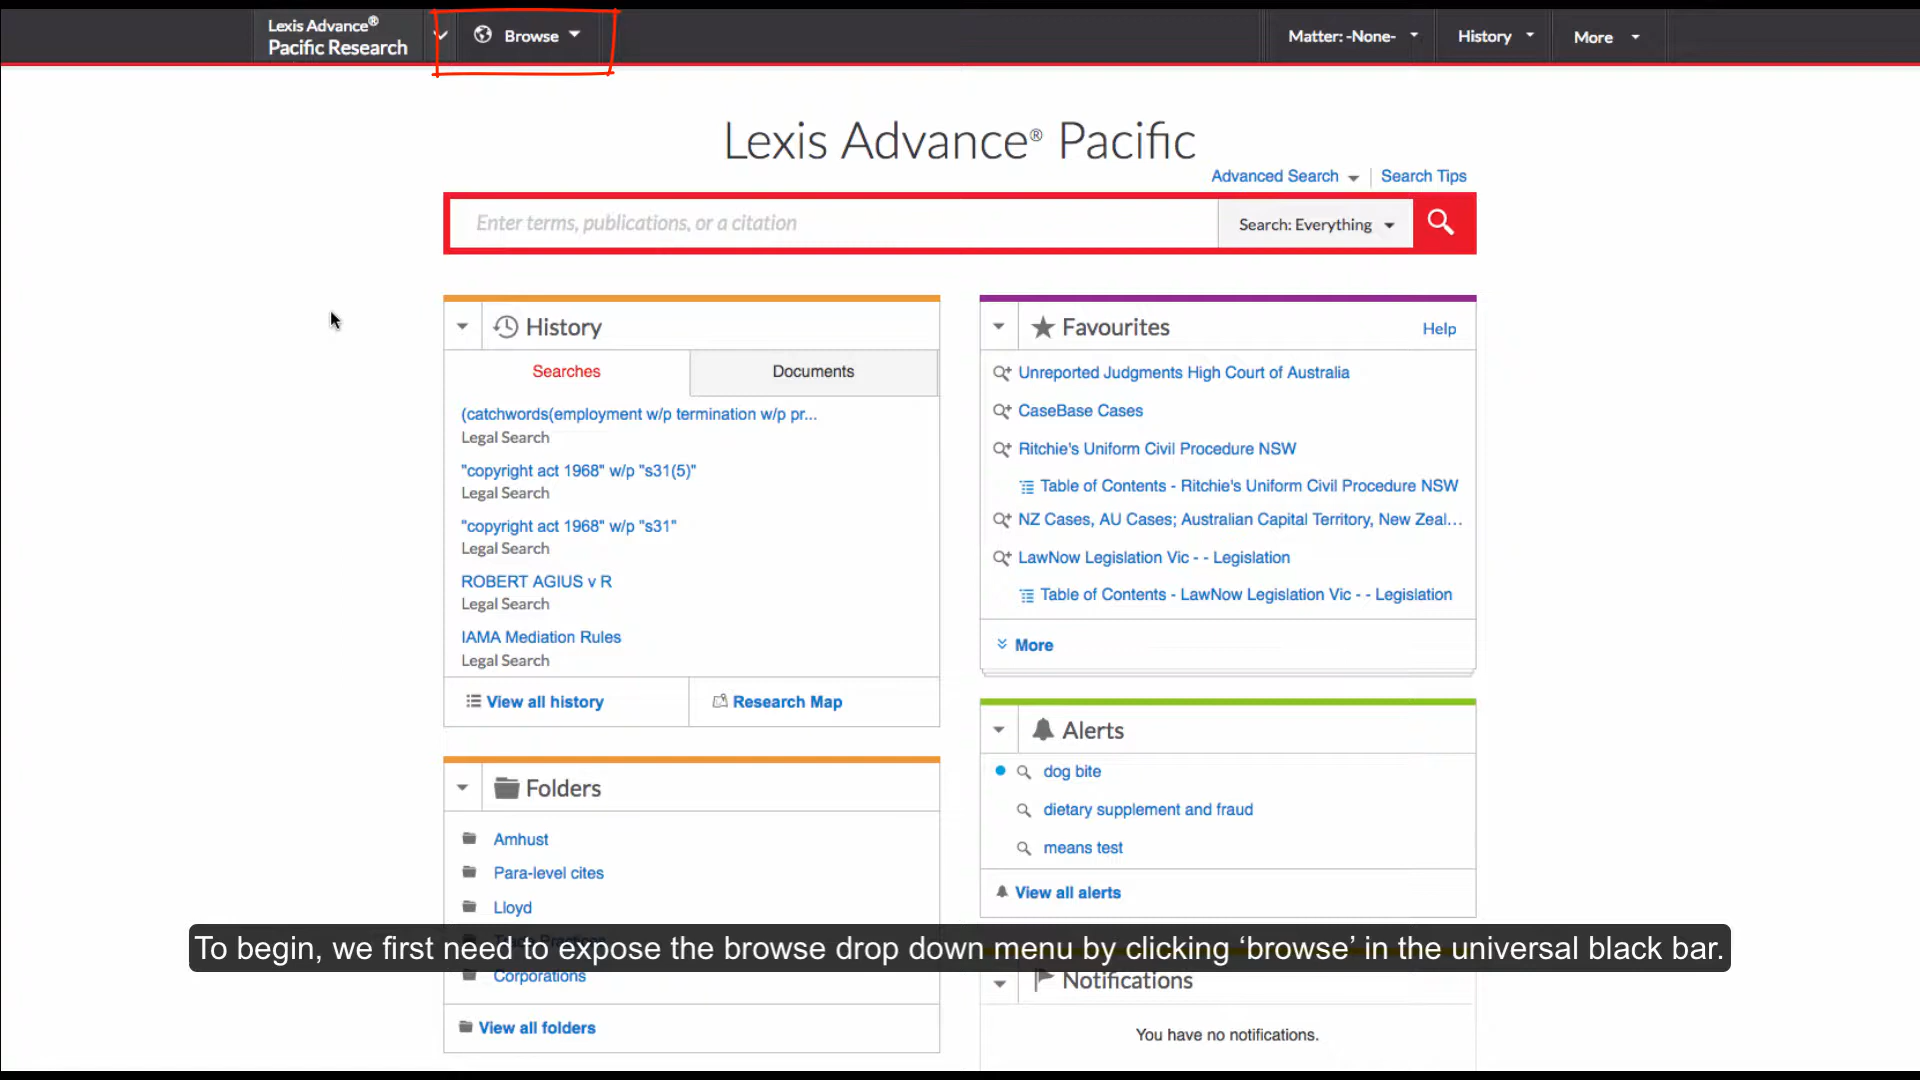 Lexis Advance®
Pacific Research
Browse
Matter: -None-
History
More
Lexis Advance® Pacific
Advanced Search
Search Tips
Enter terms, publications, or a citation
Search: Everything
History
Searches
Documents
(catchwords(employment w/p termination w/p pr...
Legal Search
"copyright act 1968" w/p "s31(5)"
Legal Search
"copyright act 1968" w/p "s31"
Legal Search
ROBERT AGIUS v R
Legal Search
IAMA Mediation Rules
Legal Search
View all history
Research Map
Favourites
Help
Unreported Judgments High Court of Australia
CaseBase Cases
Ritchie's Uniform Civil Procedure NSW
Table of Contents - Ritchie's Uniform Civil Procedure NSW
NZ Cases, AU Cases; Australian Capital Territory, New Zeal...
LawNow Legislation Vic - - Legislation
Table of Contents - LawNow Legislation Vic - - Legislation
More
Folders
Amhust
Para-level cites
Lloyd
Corporations
View all folders
Alerts
dog bite
dietary supplement and fraud
means test
View all alerts
To begin, we first need to expose the browse drop down menu by clicking ‘browse’ in the universal black bar.
Notifications
You have no notifications.